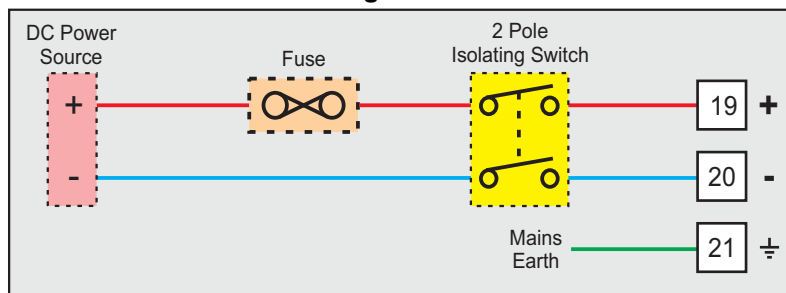 DC Power
Source
Fuse
2 Pole
Isolating Switch
+
19 +
-
20 -
Mains
Earth
21